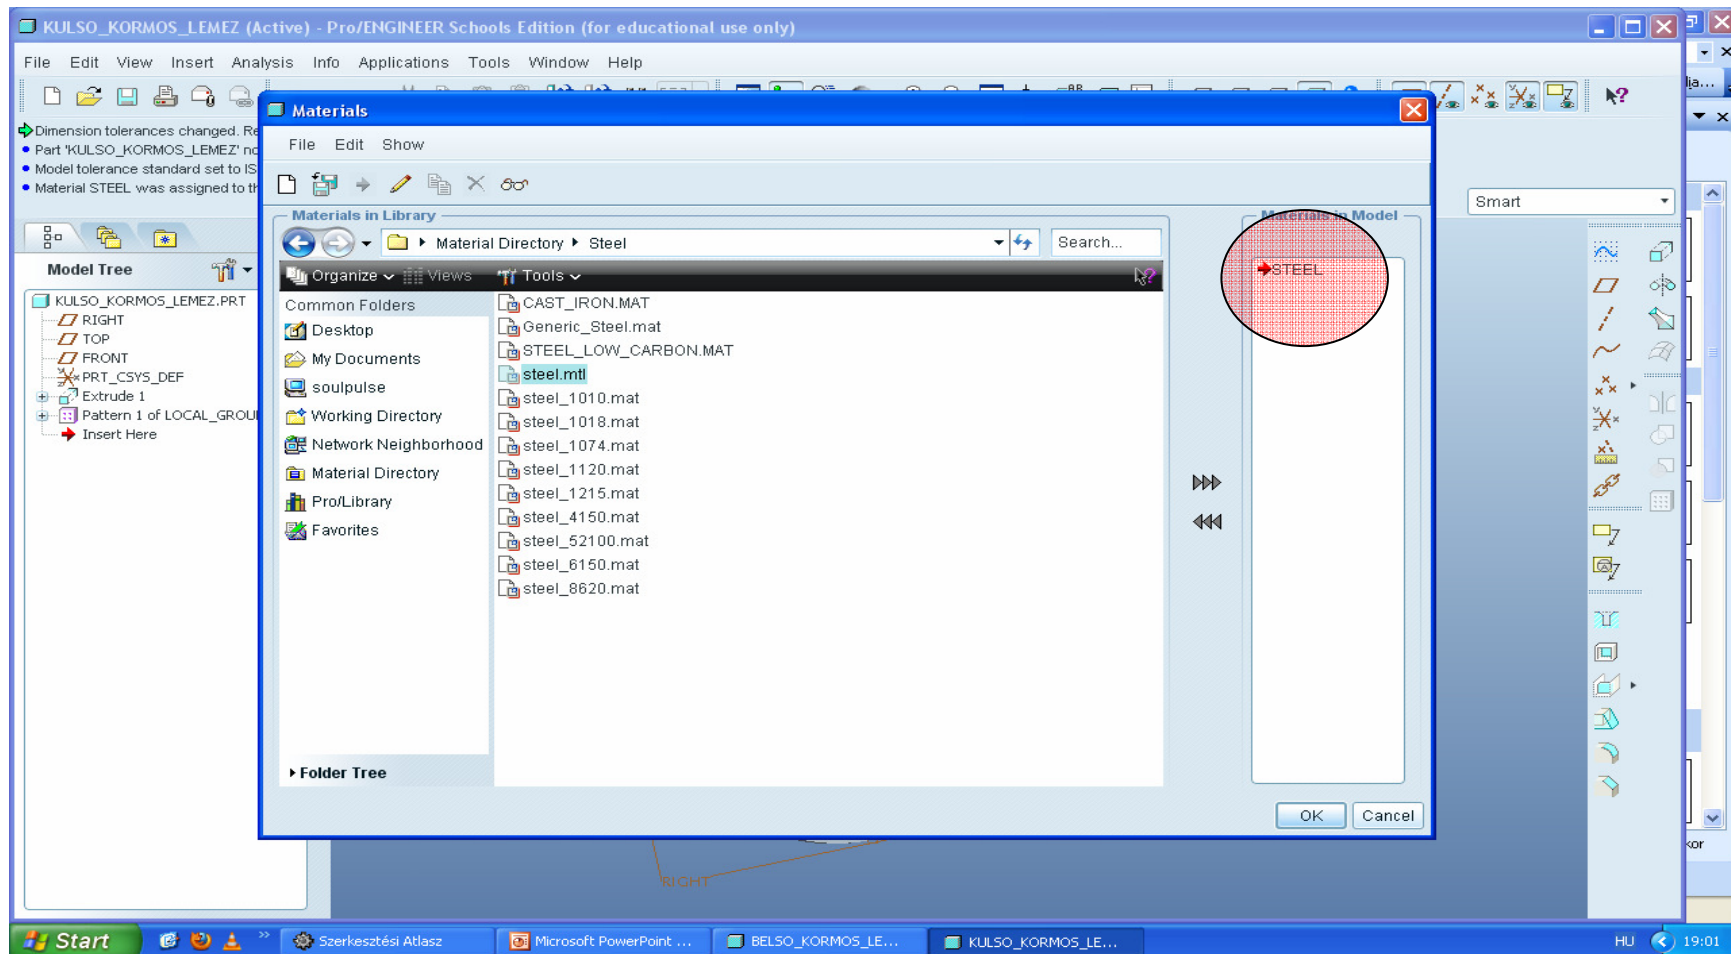 KULSO_KORMOS_LEMEZ (Active) - Pro/ENGINEER Schools Edition (for educational use only)
File Edit View Insert Analysis Info Applications Tools Window Help
Dimension tolerances changed. Re
Part 'KULSO_KORMOS_LEMEZ' no
Model tolerance standard set to IS
Material STEEL was assigned to th
Smart
Model Tree
KULSO_KORMOS_LEMEZ.PRT
RIGHT
TOP
FRONT
PRT_CSYS_DEF
Extrude 1
Pattern 1 of LOCAL_GROU
Insert Here
Materials
File Edit Show
Materials in Library
Material Directory Steel
Search...
Organize Views Tools
Common Folders
Desktop
My Documents
soulpulse
Working Directory
Network Neighborhood
Material Directory
Pro/Library
Favorites
Folder Tree
CAST_IRON.MAT
Generic_Steel.mat
STEEL_LOW_CARBON.MAT
steel.mtl
steel_1010.mat
steel_1018.mat
steel_1074.mat
steel_1120.mat
steel_1215.mat
steel_4150.mat
steel_52100.mat
steel_6150.mat
steel_8620.mat
Materials in Model
STEEL
OK Cancel
RIGHT
kor
Start Szerkesztési Atlasz Microsoft PowerPoint ... BELSO_KORMOS_LE... KULSO_KORMOS_LE... HU 19:01